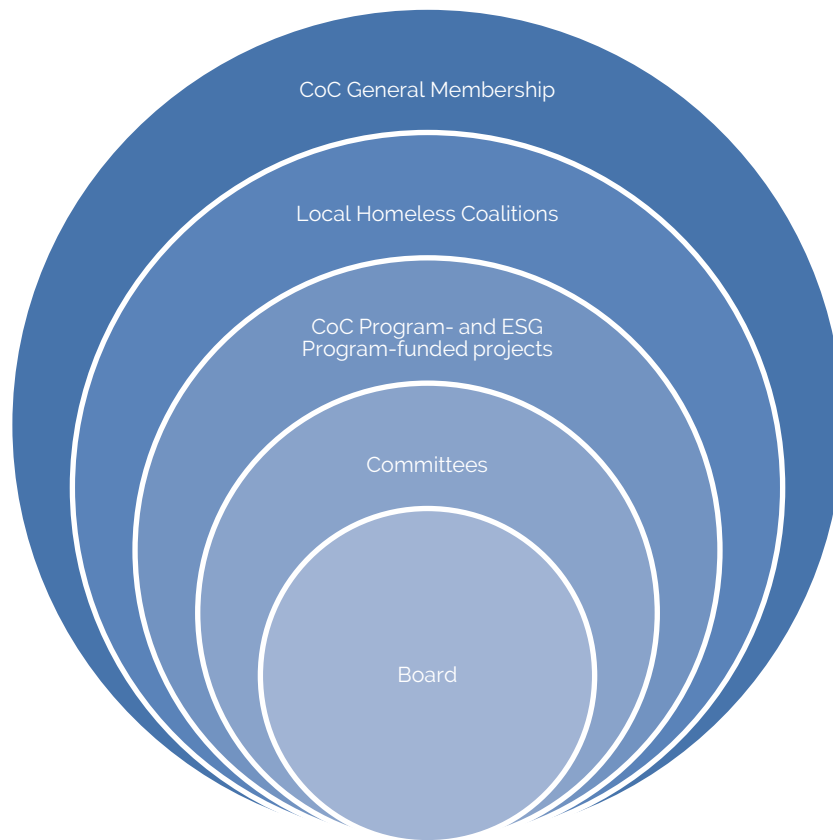 CoC General Membership
Local Homeless Coalitions
CoC Program- and ESG
Program-funded projects
Committees
Board